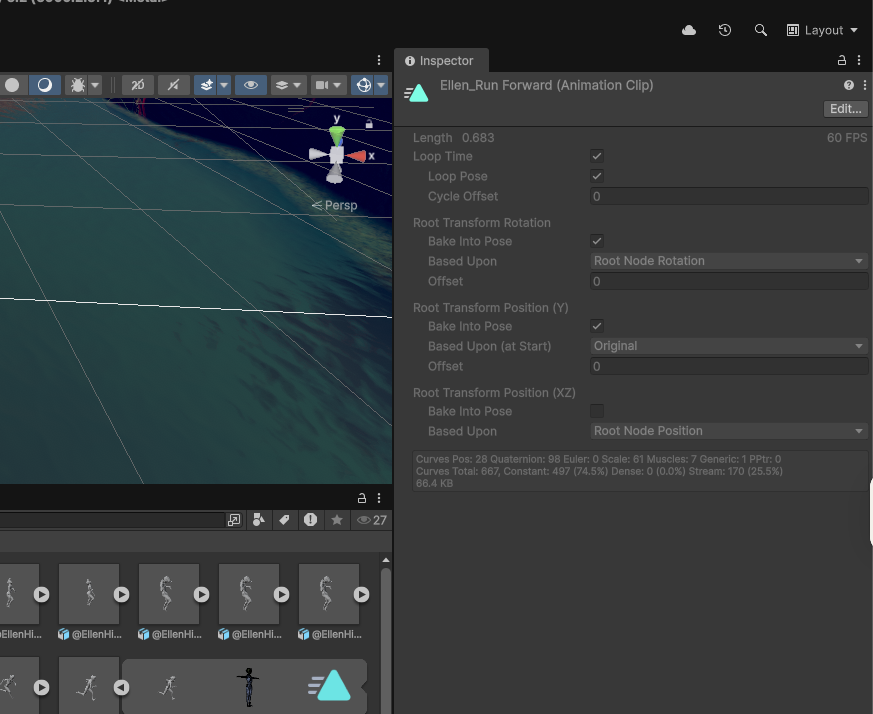 Layout
Inspector
Ellen_Run Forward (Animation Clip)
Edit...
Length 0.683 60 FPS
Loop Time
Loop Pose
Cycle Offset 0
Root Transform Rotation
Bake Into Pose
Based Upon Root Node Rotation
Offset 0
Root Transform Position (Y)
Bake Into Pose
Based Upon (at Start) Original
Offset 0
Root Transform Position (XZ)
Bake Into Pose
Based Upon Root Node Position
Curves Pos: 28 Quaternion: 98 Euler: 0 Scale: 61 Muscles: 7 Generic: 1 PPtr: 0
Curves Total: 667, Constant: 497 (74.5%) Dense: 0 (0.0%) Stream: 170 (25.5%)
66.4 KB
2D
y
x
Persp
27
EllenHi... @EllenHi... @EllenHi... @EllenHi... @EllenHi...